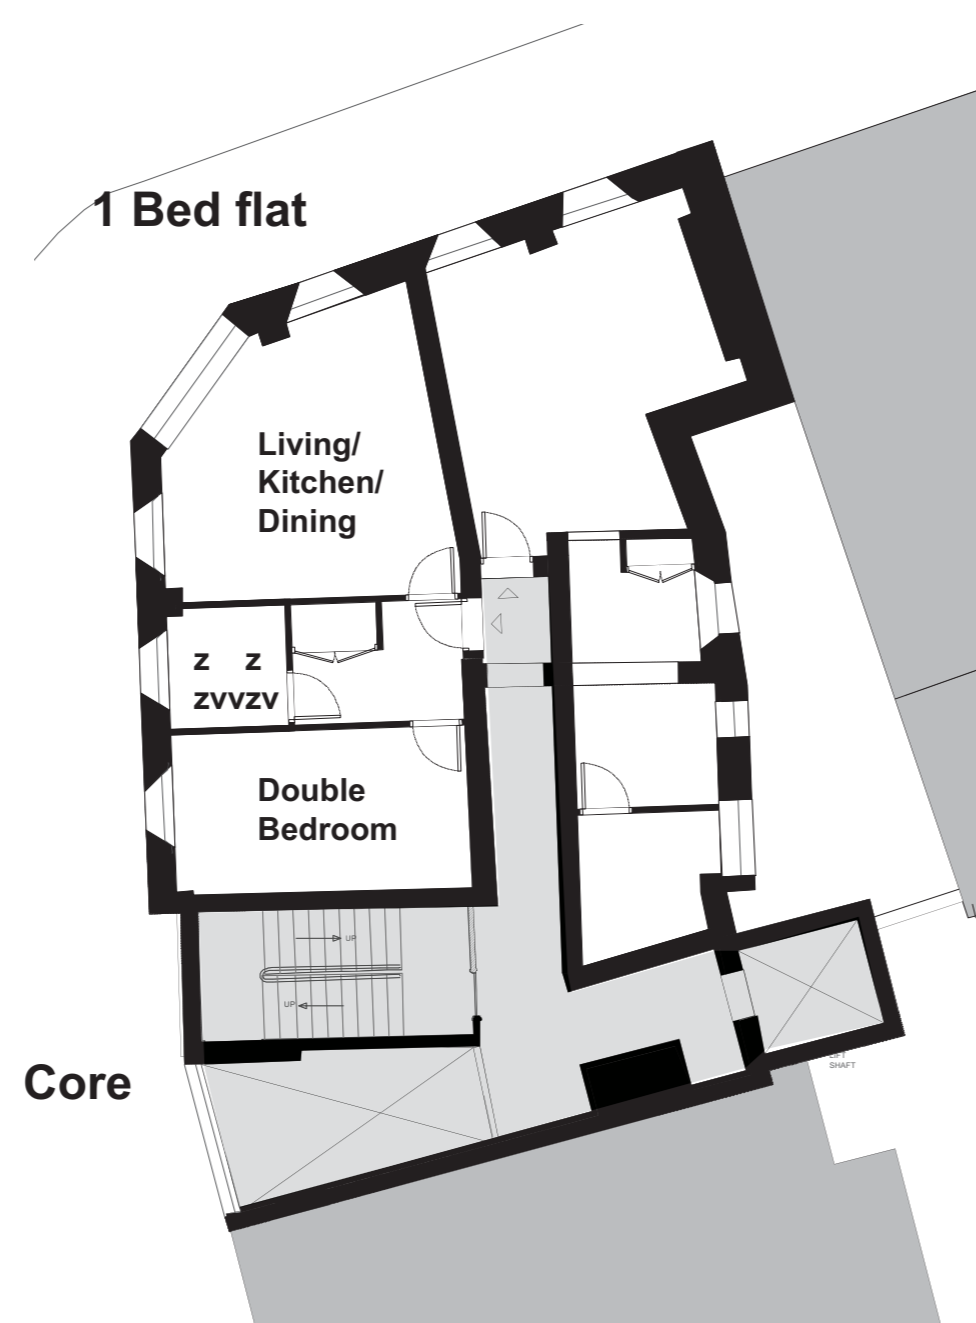 1 Bed flat
Living/
Kitchen/
Dining
z z
zvvzv
Double
Bedroom
UP
UP
Core
LIFT
SHAFT